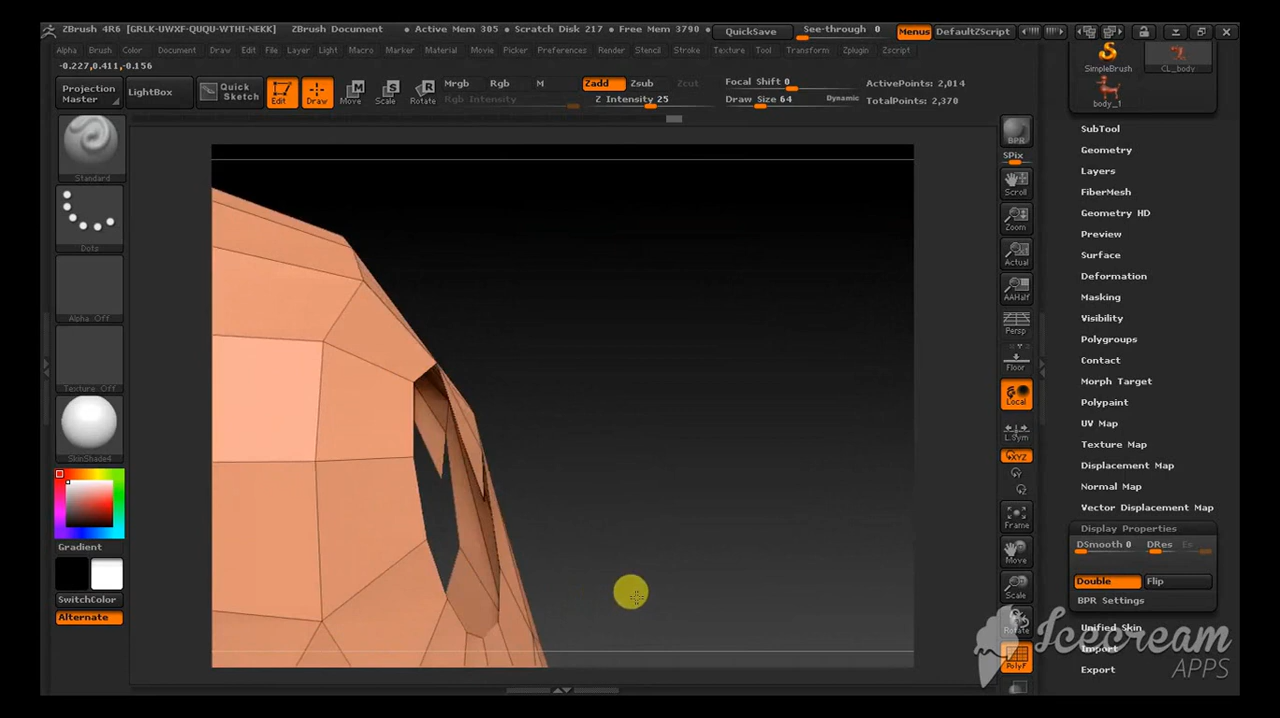 ZBrush 4R6 [GRLK-UWXF-QUQU-WTHI-NEKK] ZBrush Document • Active Mem 305 • Scratch Disk 217 • Free Mem 3790 • QuickSave See-through 0 Menus DefaultZScript
Alpha Brush Color Document Draw Edit File Layer Light Macro Marker Material Movie Picker Preferences Render Stencil Stroke Texture Tool Transform Zplugin Zscript
-0.227,0.411,-0.156
Projection Master
LightBox
Quick Sketch
Edit
Draw
Move
Scale
Rotate
Mrgb Rgb M
Rgb Intensity
Zadd Zsub Zcut
Z Intensity 25
Focal Shift 0
Draw Size 64 Dynamic
ActivePoints: 2,014
TotalPoints: 2,370
Standard
Dots
Alpha Off
Texture Off
SkinShade4
Gradient
SwitchColor
Alternate
BPR
SPix
Scroll
Zoom
Actual
AAHalf
Persp
Floor
Local
L.Sym
XYZ
Frame
Move
Scale
Rotate
PolyF
SimpleBrush
CL_body
body_1
SubTool
Geometry
Layers
FiberMesh
Geometry HD
Preview
Surface
Deformation
Masking
Visibility
Polygroups
Contact
Morph Target
Polypaint
UV Map
Texture Map
Displacement Map
Normal Map
Vector Displacement Map
Display Properties
DSmooth 0 DRes Es
Double Flip
BPR Settings
Unified Skin
Import
Export
Icecream
APPS